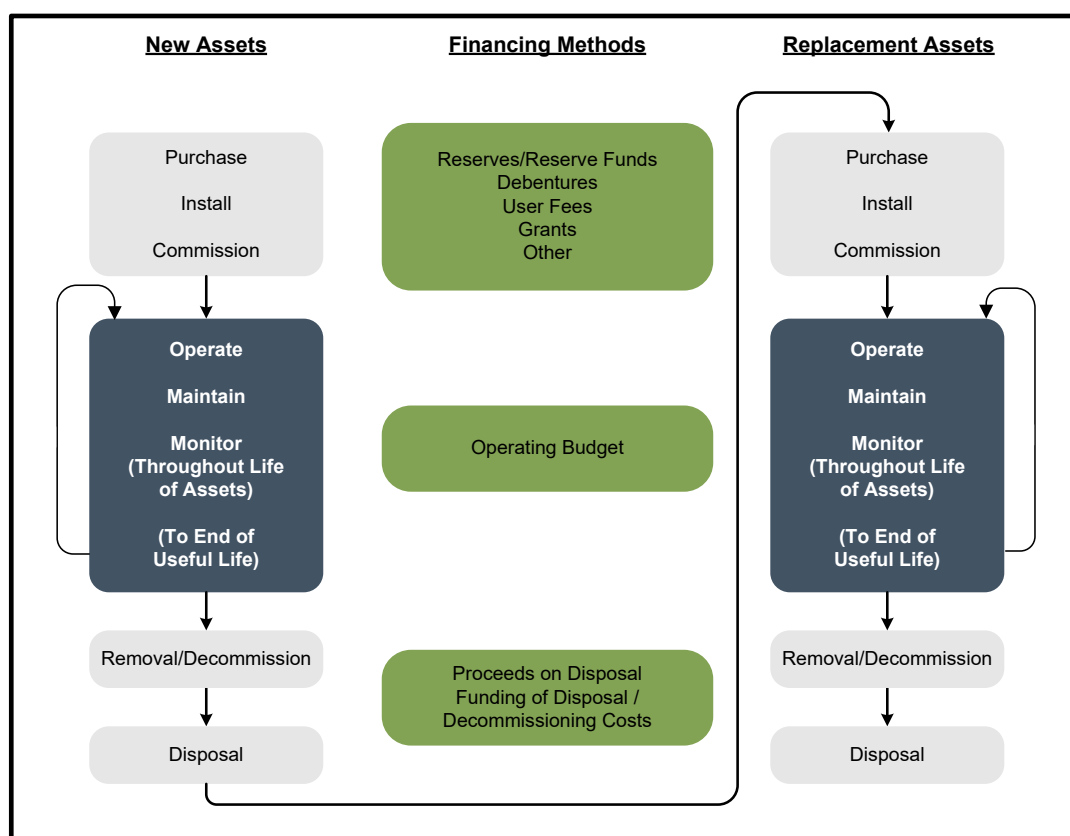 New Assets
Purchase
Install
Commission
Operate
Maintain
Monitor
(Throughout Life
of Assets)
(To End of
Useful Life)
Removal/Decommission
Disposal
Financing Methods
Reserves/Reserve Funds
Debentures
User Fees
Grants
Other
Operating Budget
Proceeds on Disposal
Funding of Disposal /
Decommissioning Costs
Replacement Assets
Purchase
Install
Commission
Operate
Maintain
Monitor
(Throughout Life
of Assets)
(To End of
Useful Life)
Removal/Decommission
Disposal